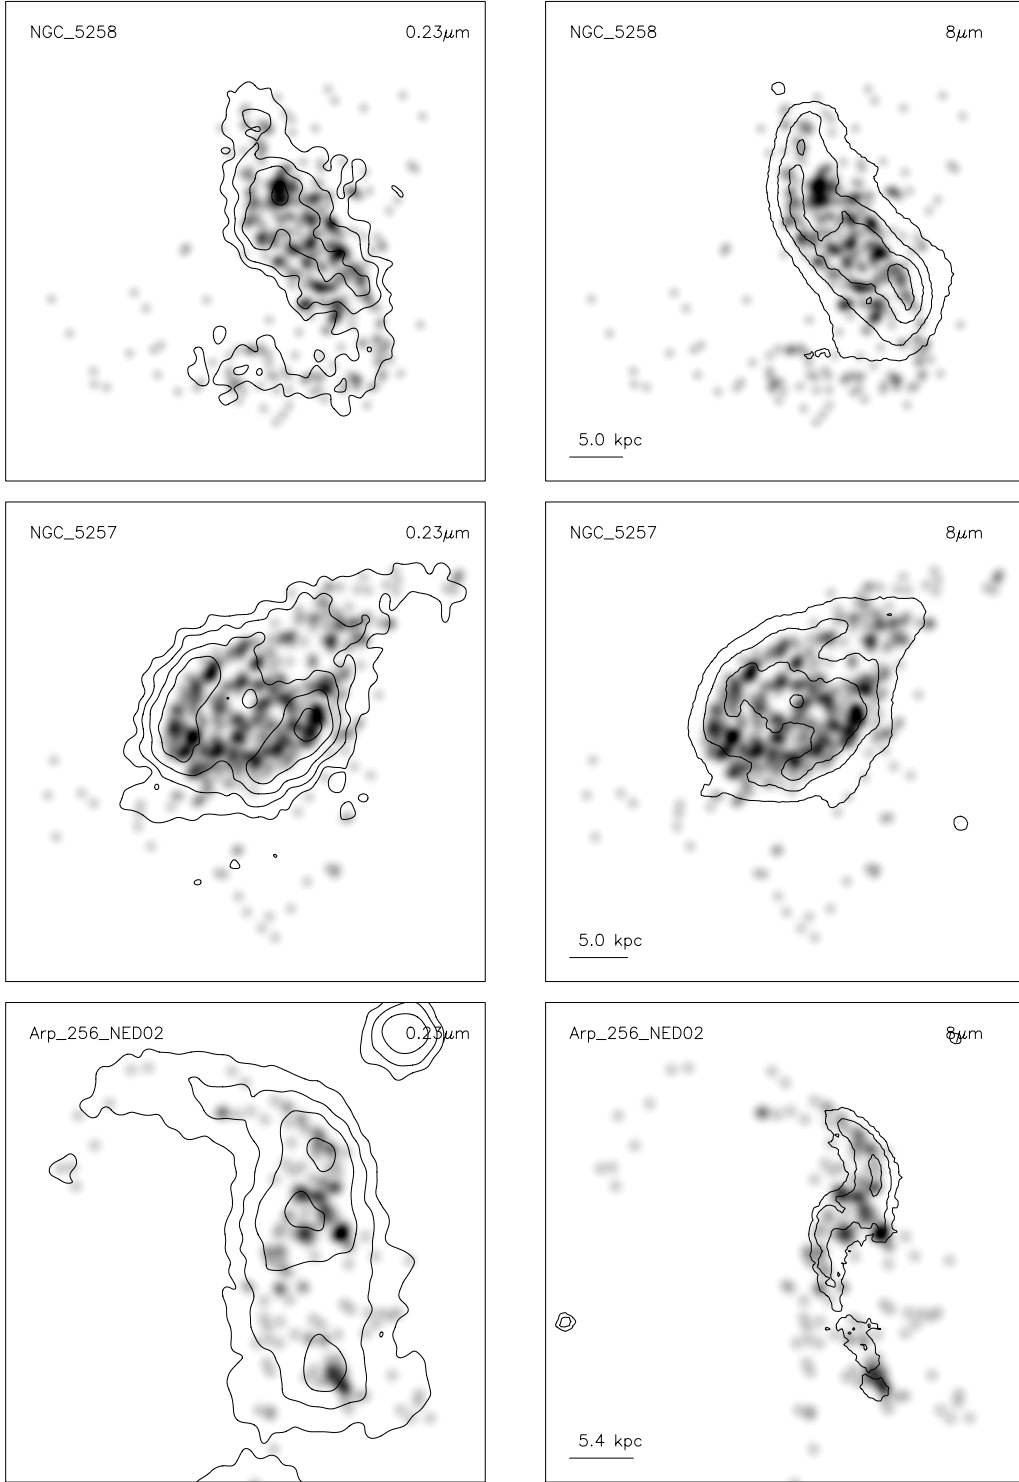 NGC_5258 0.23μm
NGC_5258 8μm
5.0 kpc
NGC_5257 0.23μm
NGC_5257 8μm
5.0 kpc
Arp_256_NED02 0.23μm
Arp_256_NED02 8μm
5.4 kpc